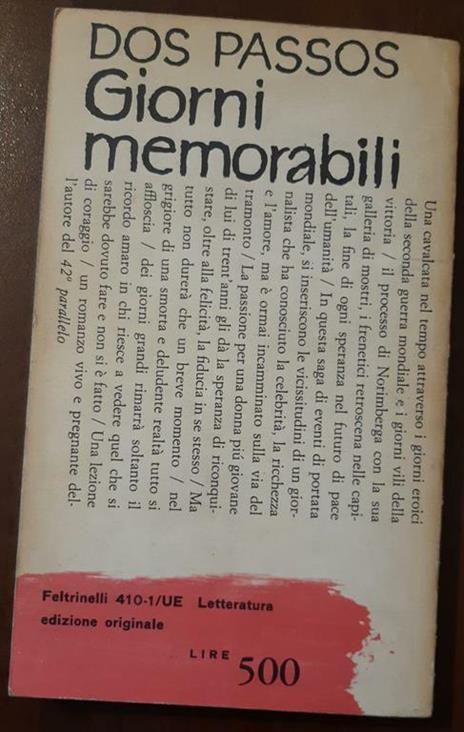 DOS PASSOS
Giorni
memorabili
Una cavalcata nel tempo attraverso i giorni eroici
della seconda guerra mondiale e i giorni vili della
vittoria / il processo di Norimberga con la sua
galleria di mostri, i frenetici retroscena nelle capi-
tali, la fine di ogni speranza nel futuro di pace
dell'umanità / In questa saga di eventi di portata
mondiale, si inseriscono le vicissitudini di un gior-
nalista che ha conosciuto la celebrità, la ricchezza
e l'amore, ma è ormai incamminato sulla via del
tramonto / La passione per una donna piú giovane
di lui di trent'anni gli dà la speranza di riconqui-
stare, oltre alla felicità, la fiducia in se stesso / Ma
tutto non durerà che un breve momento / nel
grigiore di una smorta e deludente realtà tutto si
affloscia / dei giorni grandi rimarrà soltanto il
ricordo amaro in chi riesce a vedere quel che si
sarebbe dovuto fare e non si è fatto / Una lezione
di coraggio / un romanzo vivo e pregnante del-
l'autore del 42º parallelo
Feltrinelli 410-1/UE Letteratura
edizione originale
LIRE 500